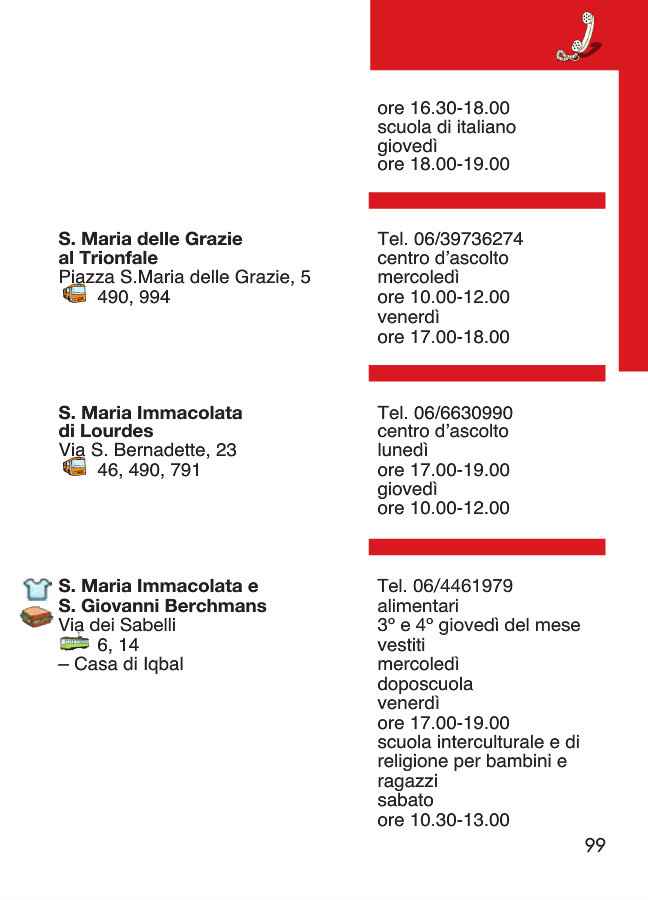 ore 16.30-18.00
scuola di italiano
giovedì
ore 18.00-19.00
S. Maria delle Grazie
al Trionfale
Piazza S.Maria delle Grazie, 5
490, 994
Tel. 06/39736274
centro d'ascolto
mercoledì
ore 10.00-12.00
venerdì
ore 17.00-18.00
S. Maria Immacolata
di Lourdes
Via S. Bernadette, 23
46, 490, 791
Tel. 06/6630990
centro d'ascolto
lunedì
ore 17.00-19.00
giovedì
ore 10.00-12.00
S. Maria Immacolata e
S. Giovanni Berchmans
Via dei Sabelli
6, 14
– Casa di Iqbal
Tel. 06/4461979
alimentari
3º e 4º giovedì del mese
vestiti
mercoledì
doposcuola
venerdì
ore 17.00-19.00
scuola interculturale e di
religione per bambini e
ragazzi
sabato
ore 10.30-13.00
99